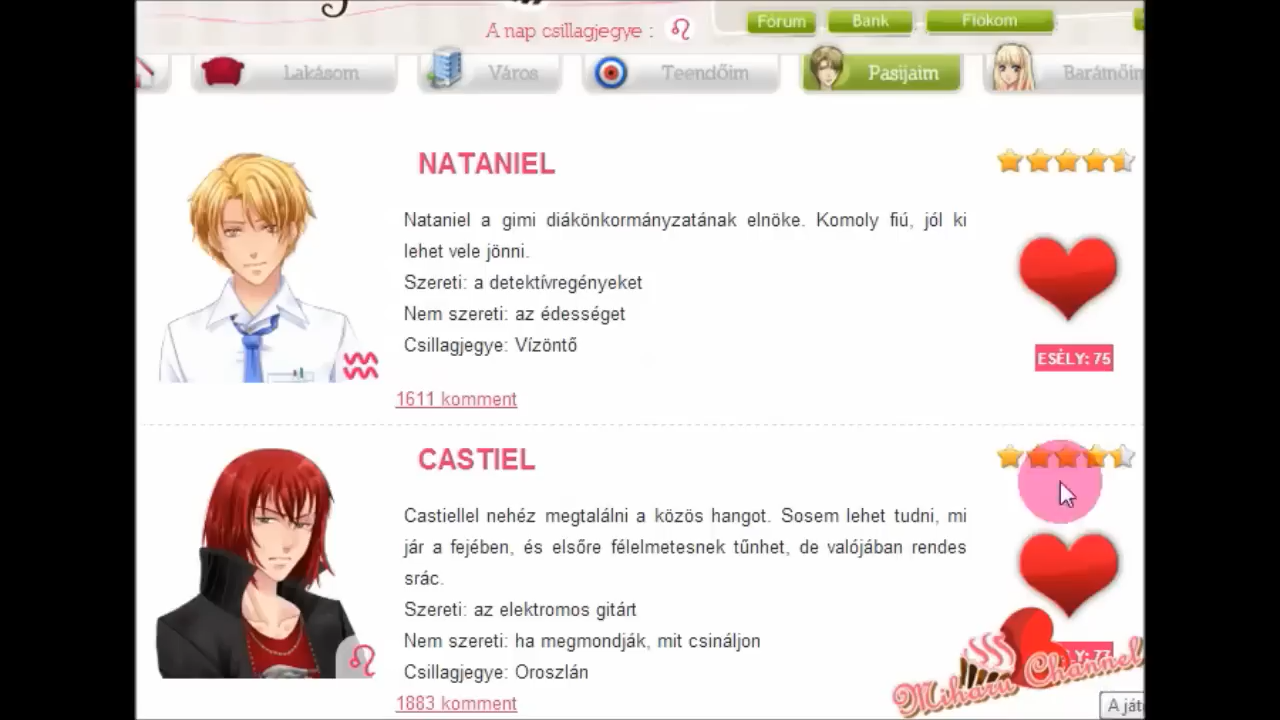 A nap csillagjegye :
Fórum Bank Fiókom
Lakásom Város Teendőim Pasijaim Barátnőim
NATANIEL
Nataniel a gimi diákönkormányzatának elnöke. Komoly fiú, jól ki
lehet vele jönni.
Szereti: a detektívregényeket
Nem szereti: az édességet
Csillagjegye: Vízöntő
ESÉLY: 75
1611 komment
CASTIEL
Castiellel nehéz megtalálni a közös hangot. Sosem lehet tudni, mi
jár a fejében, és elsőre félelmetesnek tűnhet, de valójában rendes
srác.
Szereti: az elektromos gitárt
Nem szereti: ha megmondják, mit csináljon
Csillagjegye: Oroszlán
1883 komment
Miharu Channel
A ját